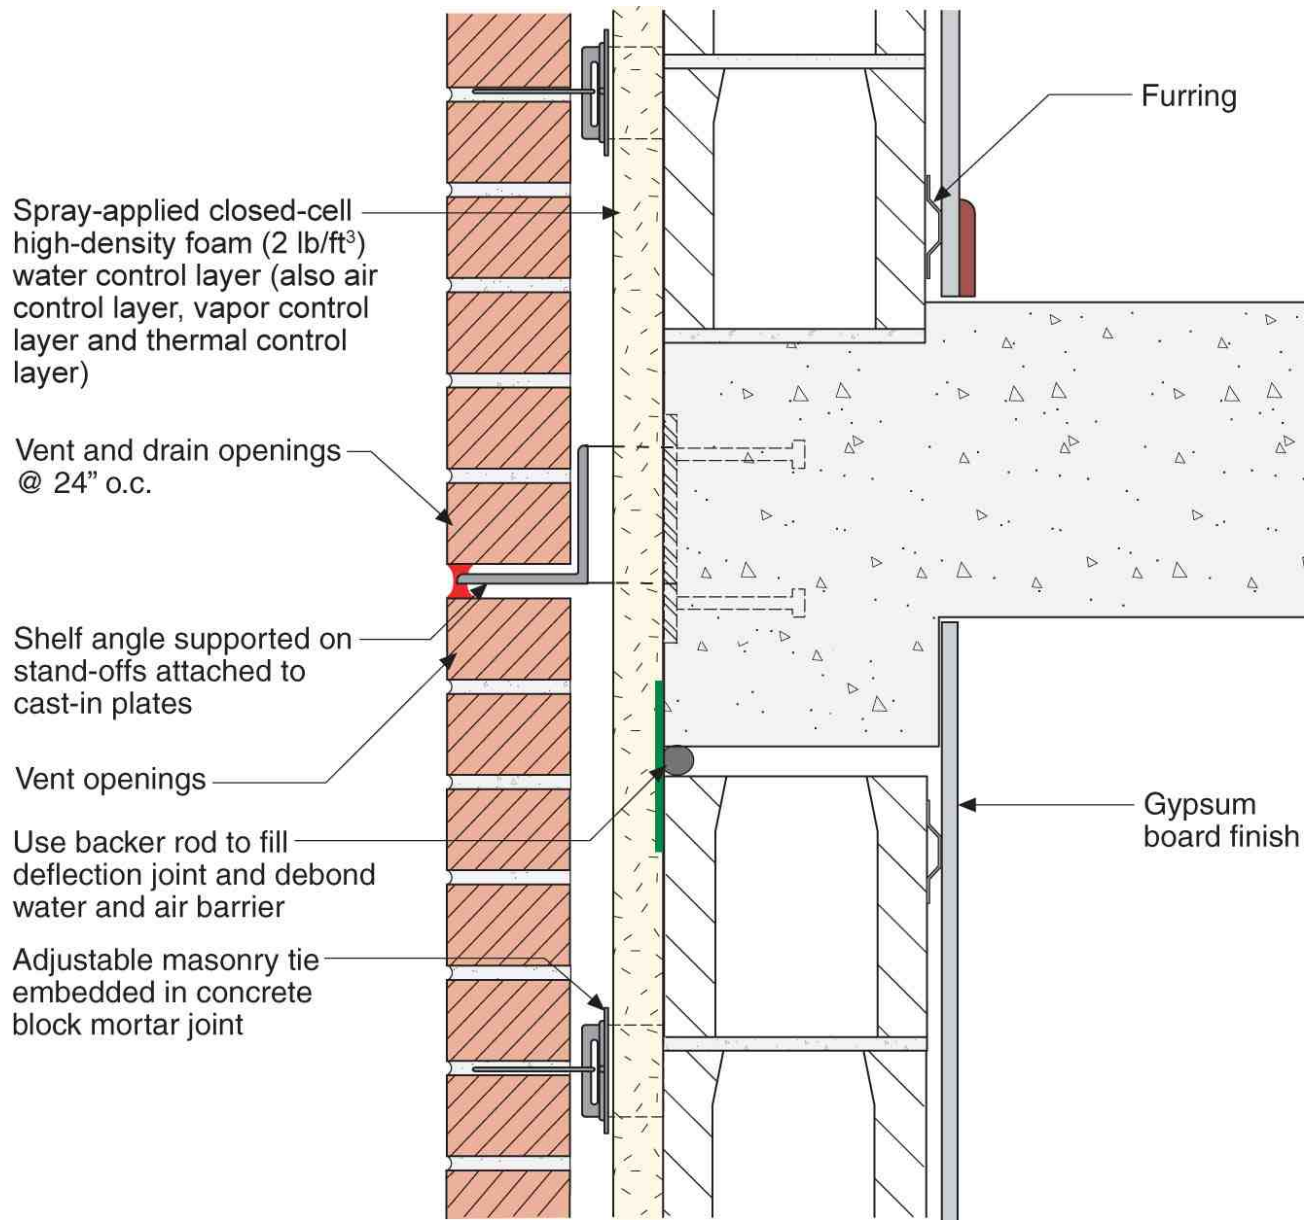 Furring
Spray-applied closed-cell
high-density foam (2 lb/ft³)
water control layer (also air
control layer, vapor control
layer and thermal control
layer)
Vent and drain openings
@ 24” o.c.
Shelf angle supported on
stand-offs attached to
cast-in plates
Vent openings
Gypsum
board finish
Use backer rod to fill
deflection joint and debond
water and air barrier
Adjustable masonry tie
embedded in concrete
block mortar joint